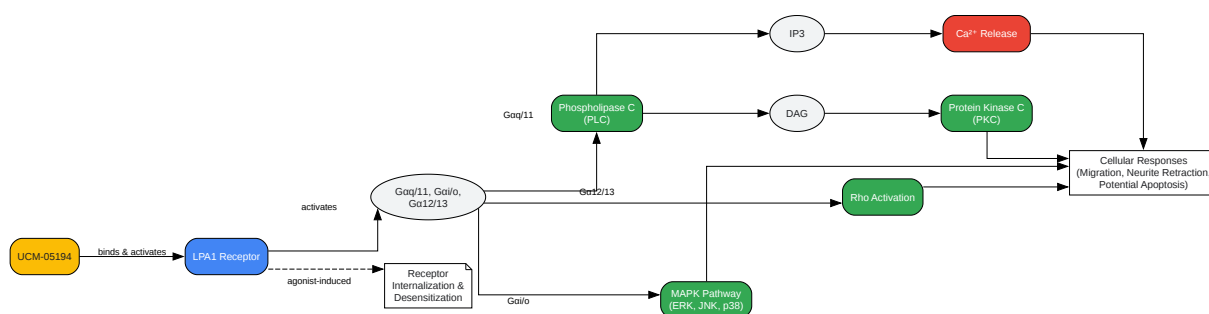 IP3
Ca²⁺ Release
Gαq/11
Phospholipase C
(PLC)
DAG
Protein Kinase C
(PKC)
Cellular Responses
(Migration, Neurite Retraction,
Potential Apoptosis)
Gαq/11, Gαi/o,
Gα12/13
Gα12/13
Rho Activation
activates
UCM-05194
binds & activates
LPA1 Receptor
agonist-induced
Receptor
Internalization &
Desensitization
Gαi/o
MAPK Pathway
(ERK, JNK, p38)